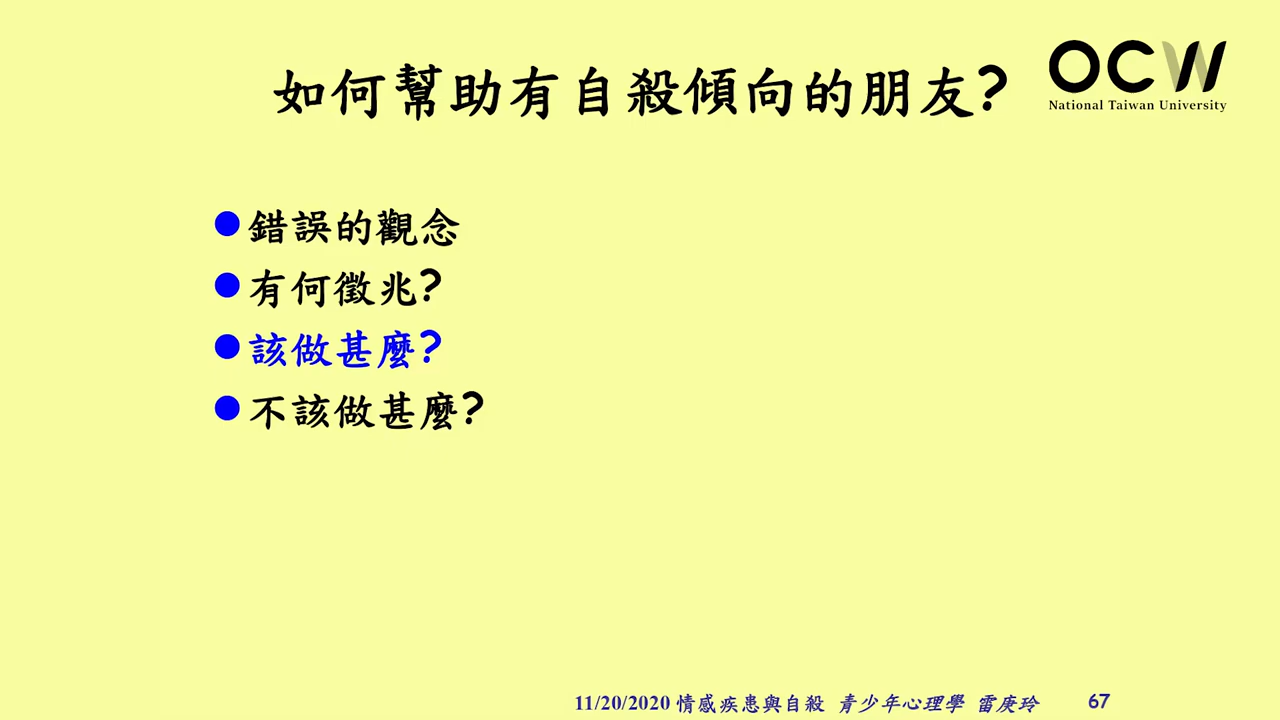 如何幫助有自殺傾向的朋友?
OCW
National Taiwan University
錯誤的觀念
有何徵兆?
該做甚麼?
不該做甚麼?
11/20/2020 情感疾患與自殺 青少年心理學 雷庚玲 67